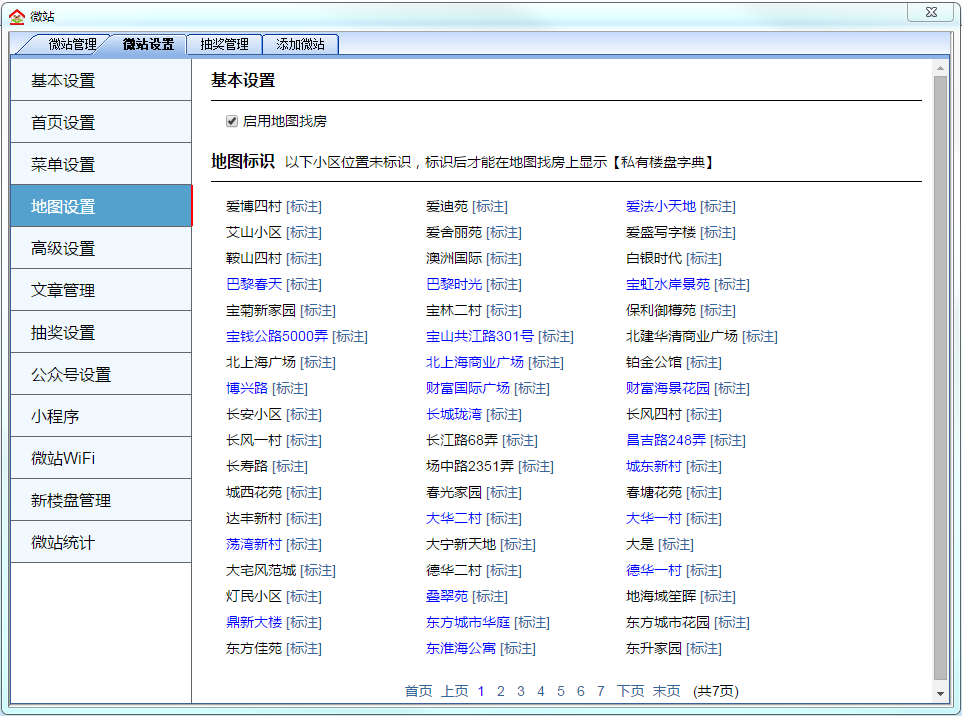 微站
微站管理 微站设置 抽奖管理 添加微站
基本设置
首页设置
菜单设置
地图设置
高级设置
文章管理
抽奖设置
公众号设置
小程序
微站WiFi
新楼盘管理
微站统计
基本设置
启用地图找房
地图标识 以下小区位置未标识，标识后才能在地图找房上显示【私有楼盘字典】
爱博四村 [标注] 爱迪苑 [标注] 爱法小天地 [标注]
艾山小区 [标注] 爱舍丽苑 [标注] 爱盛写字楼 [标注]
鞍山四村 [标注] 澳洲国际 [标注] 白银时代 [标注]
巴黎春天 [标注] 巴黎时光 [标注] 宝虹水岸景苑 [标注]
宝菊新家园 [标注] 宝林二村 [标注] 保利御樽苑 [标注]
宝钱公路5000弄 [标注] 宝山共江路301号 [标注] 北建华清商业广场 [标注]
北上海广场 [标注] 北上海商业广场 [标注] 铂金公馆 [标注]
博兴路 [标注] 财富国际广场 [标注] 财富海景花园 [标注]
长安小区 [标注] 长城珑湾 [标注] 长风四村 [标注]
长风一村 [标注] 长江路68弄 [标注] 昌吉路248弄 [标注]
长寿路 [标注] 场中路2351弄 [标注] 城东新村 [标注]
城西花苑 [标注] 春光家园 [标注] 春塘花苑 [标注]
达丰新村 [标注] 大华二村 [标注] 大华一村 [标注]
荡湾新村 [标注] 大宁新天地 [标注] 大是 [标注]
大宅风范城 [标注] 德华二村 [标注] 德华一村 [标注]
灯民小区 [标注] 叠翠苑 [标注] 地海域笙晖 [标注]
鼎新大楼 [标注] 东方城市华庭 [标注] 东方城市花园 [标注]
东方佳苑 [标注] 东淮海公寓 [标注] 东升家园 [标注]
首页 上页 1 2 3 4 5 6 7 下页 末页 (共7页)